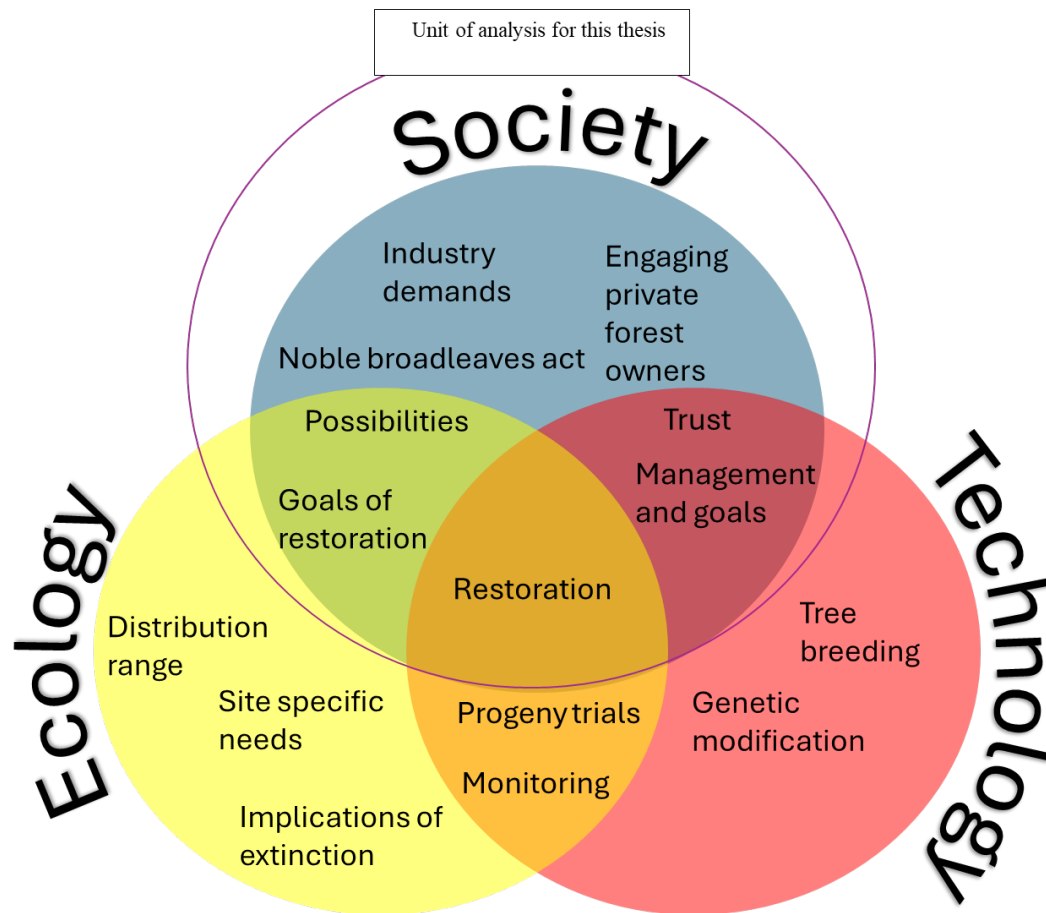 Unit of analysis for this thesis
Society
Industry
demands
Engaging
private
forest
owners
Noble broadleaves act
Possibilities
Trust
Goals of
restoration
Management
and goals
Restoration
Ecology
Technology
Distribution
range
Tree
breeding
Site specific
needs
Progeny trials
Genetic
modification
Monitoring
Implications of
extinction